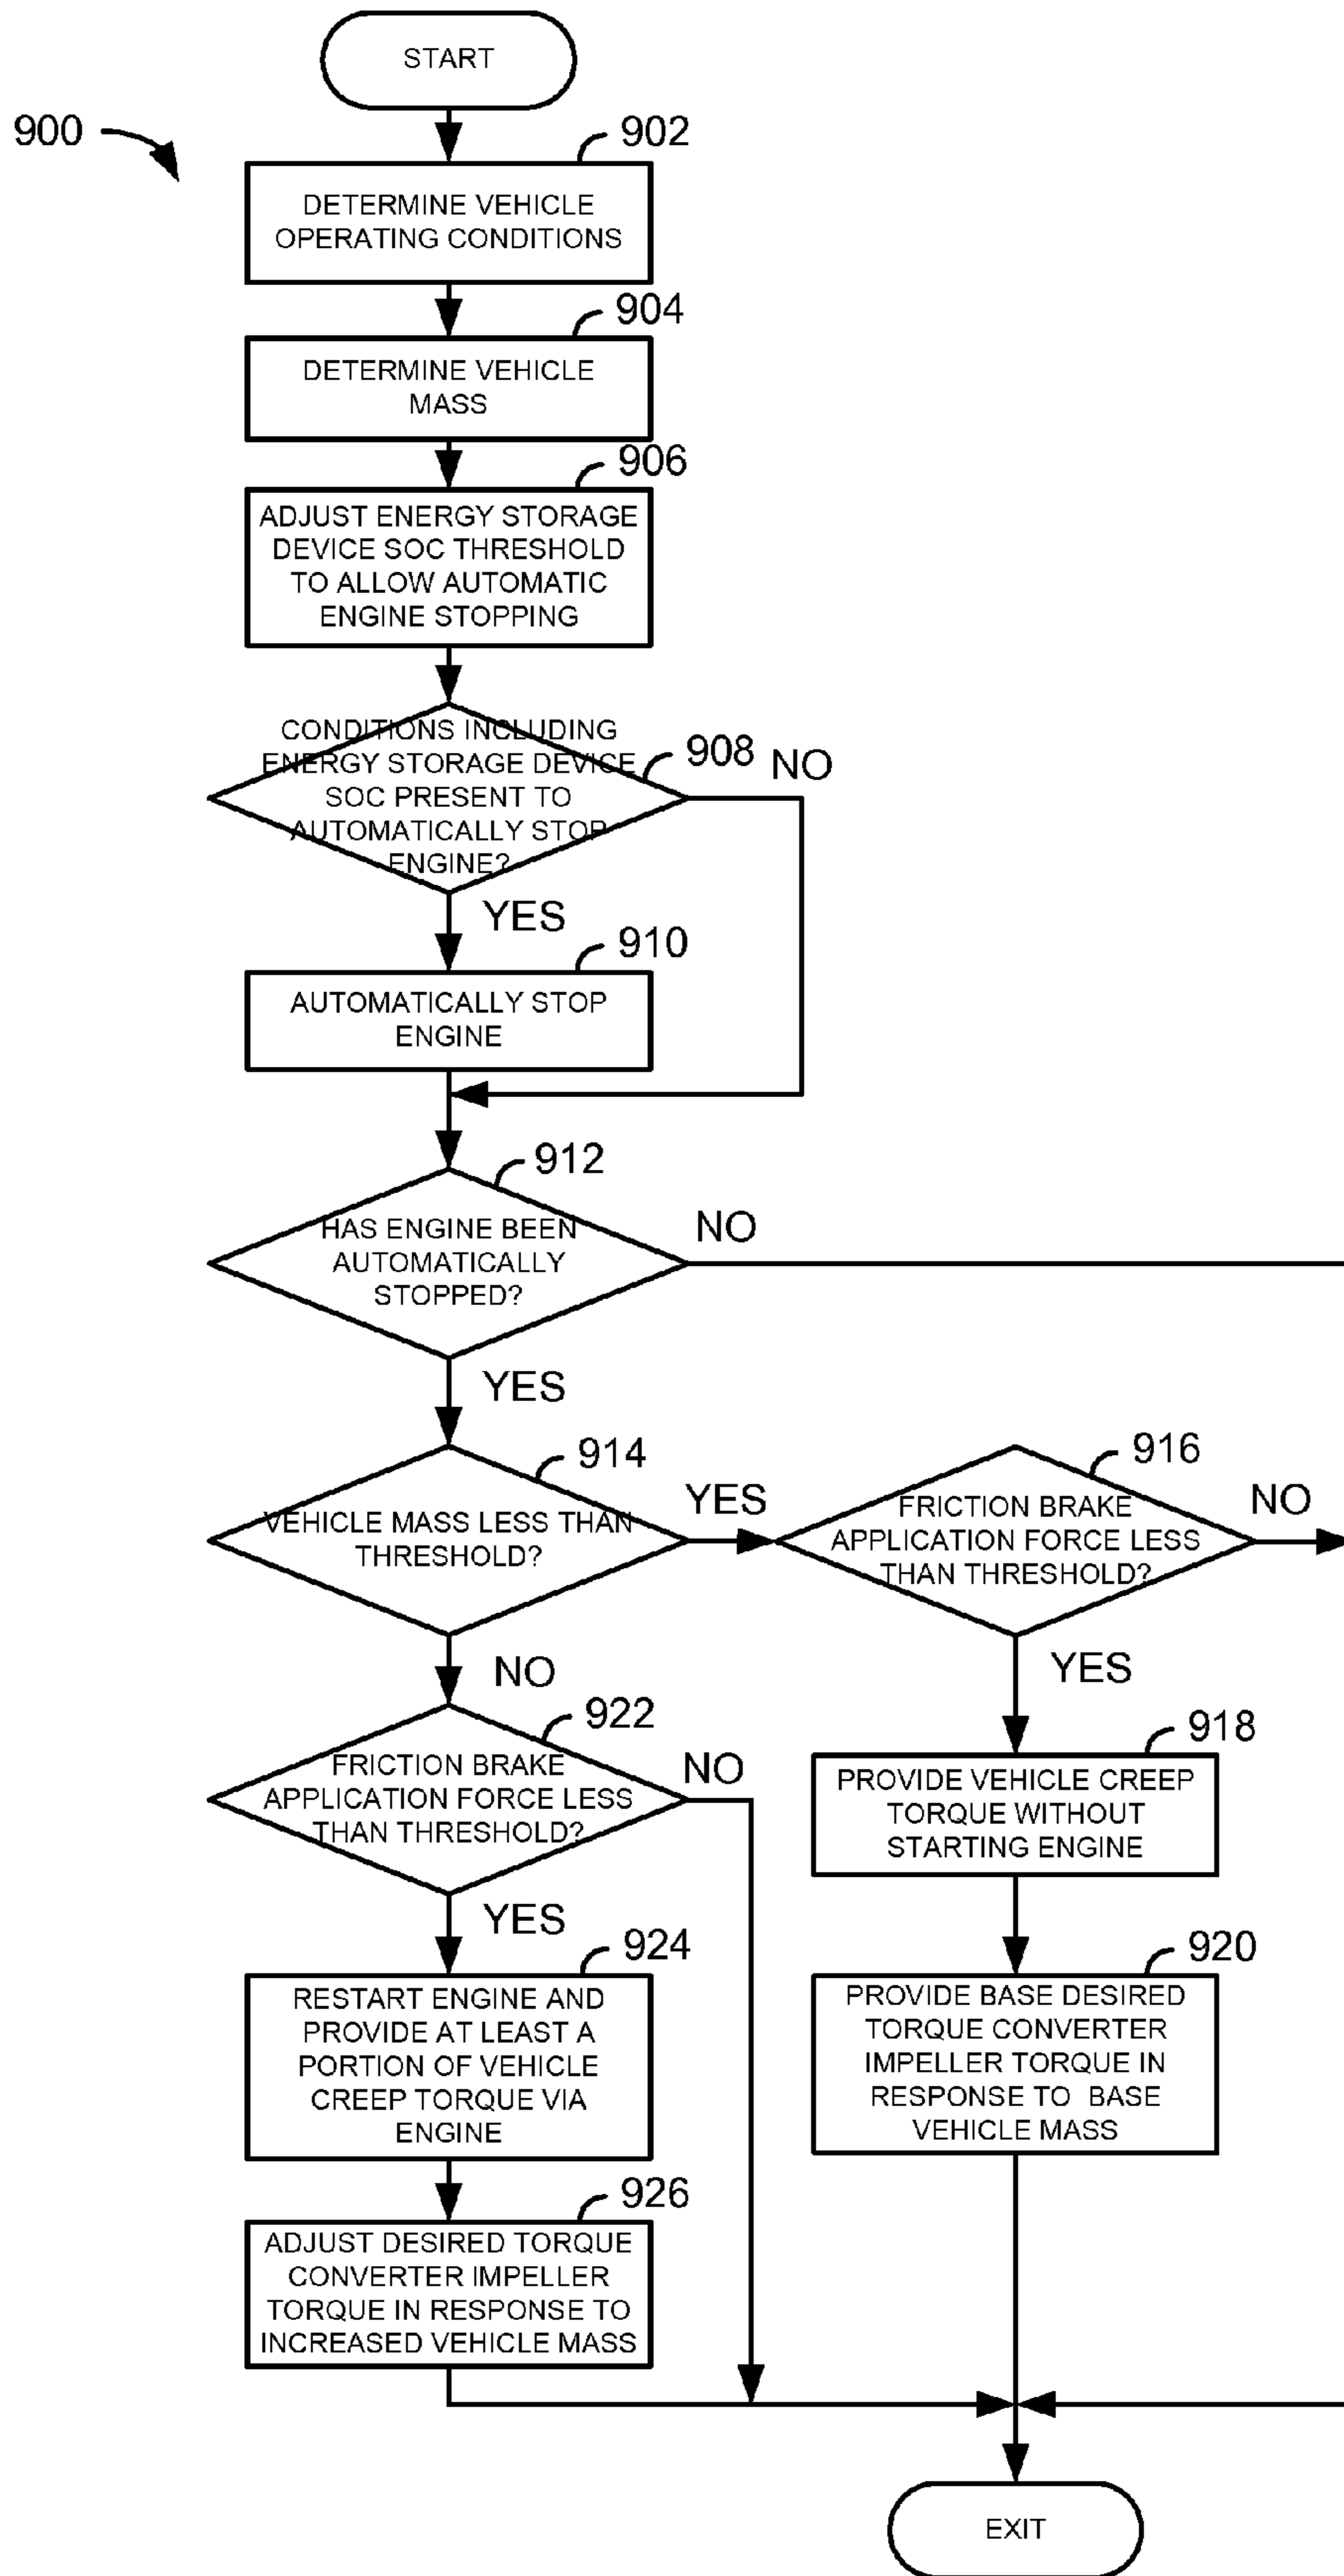 START
900
902
DETERMINE VEHICLE
OPERATING CONDITIONS
904
DETERMINE VEHICLE
MASS
906
ADJUST ENERGY STORAGE
DEVICE SOC THRESHOLD
TO ALLOW AUTOMATIC
ENGINE STOPPING
908
CONDITIONS INCLUDING
ENERGY STORAGE DEVICE
SOC PRESENT TO
AUTOMATICALLY STOP
ENGINE?
NO
YES
910
AUTOMATICALLY STOP
ENGINE
912
HAS ENGINE BEEN
AUTOMATICALLY
STOPPED?
NO
YES
914
VEHICLE MASS LESS THAN
THRESHOLD?
YES
916
FRICTION BRAKE
APPLICATION FORCE LESS
THAN THRESHOLD?
NO
YES
NO
918
PROVIDE VEHICLE CREEP
TORQUE WITHOUT
STARTING ENGINE
920
PROVIDE BASE DESIRED
TORQUE CONVERTER
IMPELLER TORQUE IN
RESPONSE TO BASE
VEHICLE MASS
922
FRICTION BRAKE
APPLICATION FORCE LESS
THAN THRESHOLD?
NO
YES
924
RESTART ENGINE AND
PROVIDE AT LEAST A
PORTION OF VEHICLE
CREEP TORQUE VIA
ENGINE
926
ADJUST DESIRED TORQUE
CONVERTER IMPELLER
TORQUE IN RESPONSE TO
INCREASED VEHICLE MASS
EXIT